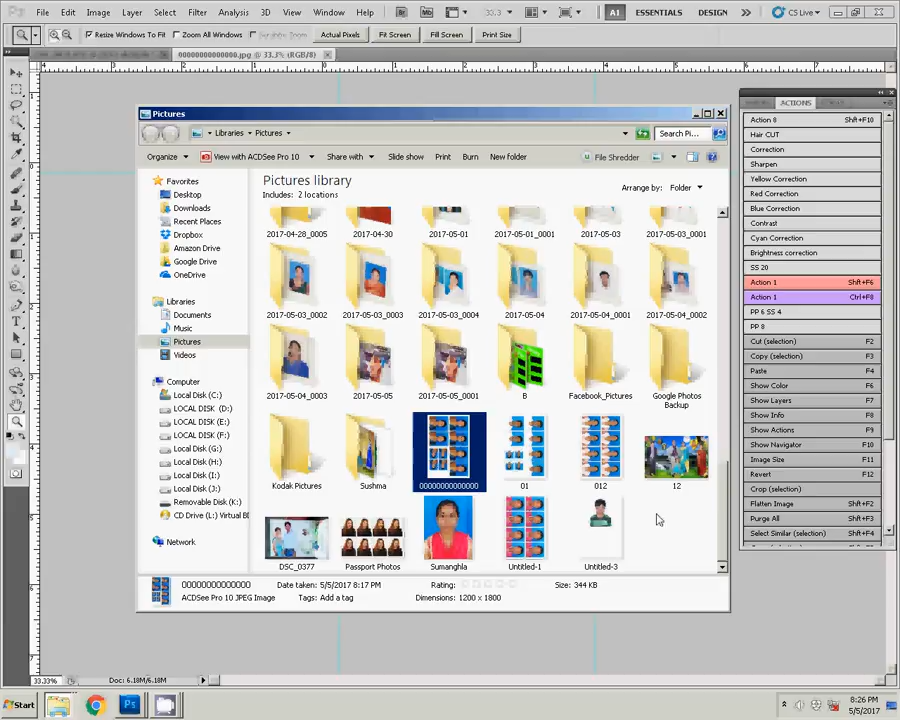 File Edit Image Layer Select Filter Analysis 3D View Window Help Br Mb 33.3 A1 ESSENTIALS DESIGN CS Live
Resize Windows To Fit Zoom All Windows Actual Pixels Fit Screen Fill Screen Print Size
00000000000000.jpg @ 33.3% (RGB/8)
Pictures
Libraries Pictures Search Pi...
Organize View with ACDSee Pro 10 Share with Slide show Print Burn New folder File Shredder
Pictures library
Includes: 2 locations
Arrange by: Folder
Favorites
Desktop
Downloads
Recent Places
Dropbox
Amazon Drive
Google Drive
OneDrive
Libraries
Documents
Music
Pictures
Videos
Computer
Local Disk (C:)
LOCAL DISK (D:)
LOCAL DISK (E:)
LOCAL DISK (F:)
Local Disk (G:)
Local Disk (H:)
Local Disk (I:)
Local Disk (J:)
Removable Disk (K:)
CD Drive (L:) Virtual Bl
Network
2017-04-28_0005 2017-04-30 2017-05-01 2017-05-01_0001 2017-05-03 2017-05-03_0001
2017-05-03_0002 2017-05-03_0003 2017-05-03_0004 2017-05-04 2017-05-04_0001 2017-05-04_0002
2017-05-04_0003 2017-05-05 2017-05-05_0001 B Facebook_Pictures Google Photos
Backup
Kodak Pictures Sushma 00000000000000 01 012 12
DSC_0377 Passport Photos Sumanghla Untitled-1 Untitled-3
00000000000000 Date taken: 5/5/2017 8:17 PM Rating: Size: 344 KB
ACDSee Pro 10 JPEG Image Tags: Add a tag Dimensions: 1200 x 1800
ACTIONS
Action 8 Shft+F10
Hair CUT
Correction
Sharpen
Yellow Correction
Red Correction
Blue Correction
Contrast
Cyan Correction
Brightness correction
SS 20
Action 1 Shft+F6
Action 1 Ctrl+F8
PP 6 SS 4
PP 8
Cut (selection) F2
Copy (selection) F3
Paste F4
Show Color F6
Show Layers F7
Show Info F8
Show Actions F9
Show Navigator F10
Image Size F11
Revert F12
Crop (selection)
Flatten Image Shft+F2
Purge All Shft+F3
Select Similar (selection) Shft+F4
33.33% Doc: 6.18M/6.18M
Start Ps 8:26 PM
5/5/2017